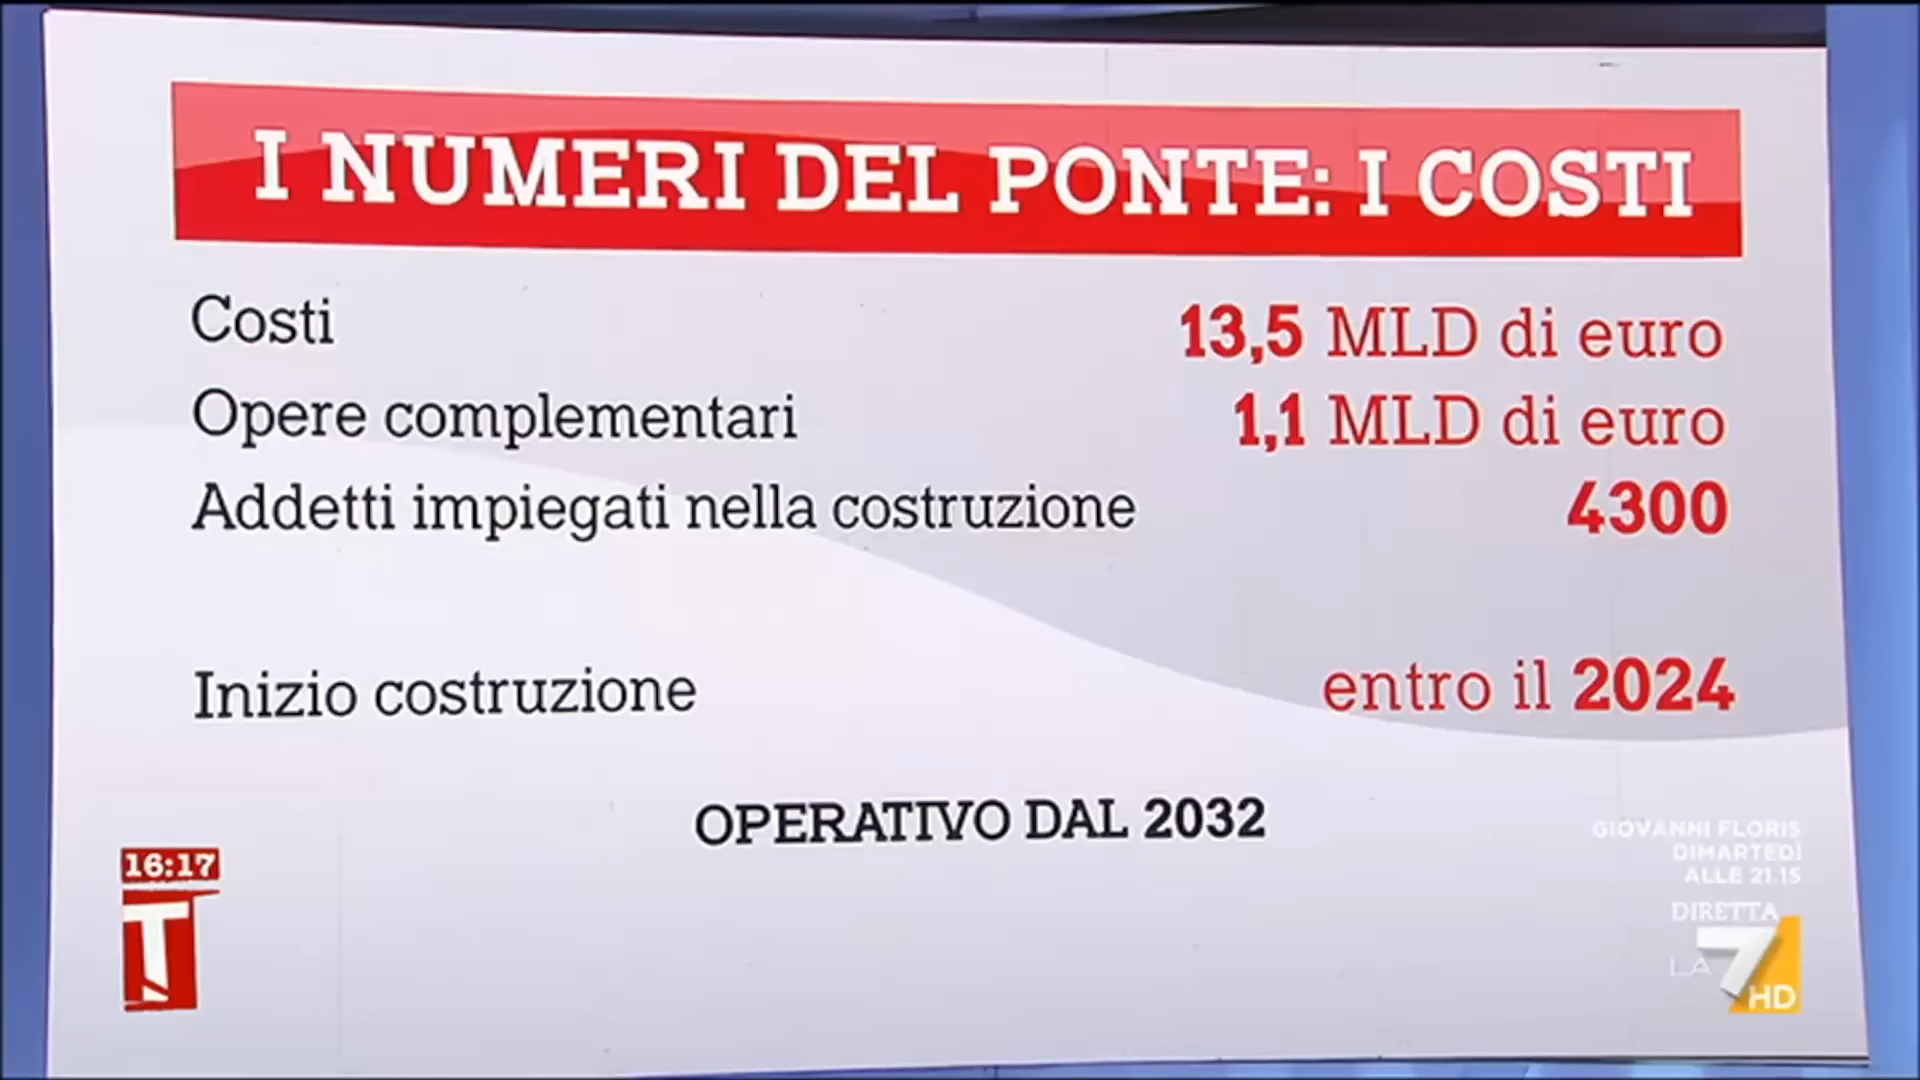 I NUMERI DEL PONTE: I COSTI
Costi 13,5 MLD di euro
Opere complementari 1,1 MLD di euro
Addetti impiegati nella costruzione 4300
Inizio costruzione entro il 2024
OPERATIVO DAL 2032
16:17
T
GIOVANNI FLORIS
DIMARTEDÌ
ALLE 21.15
DIRETTA
LA7
HD